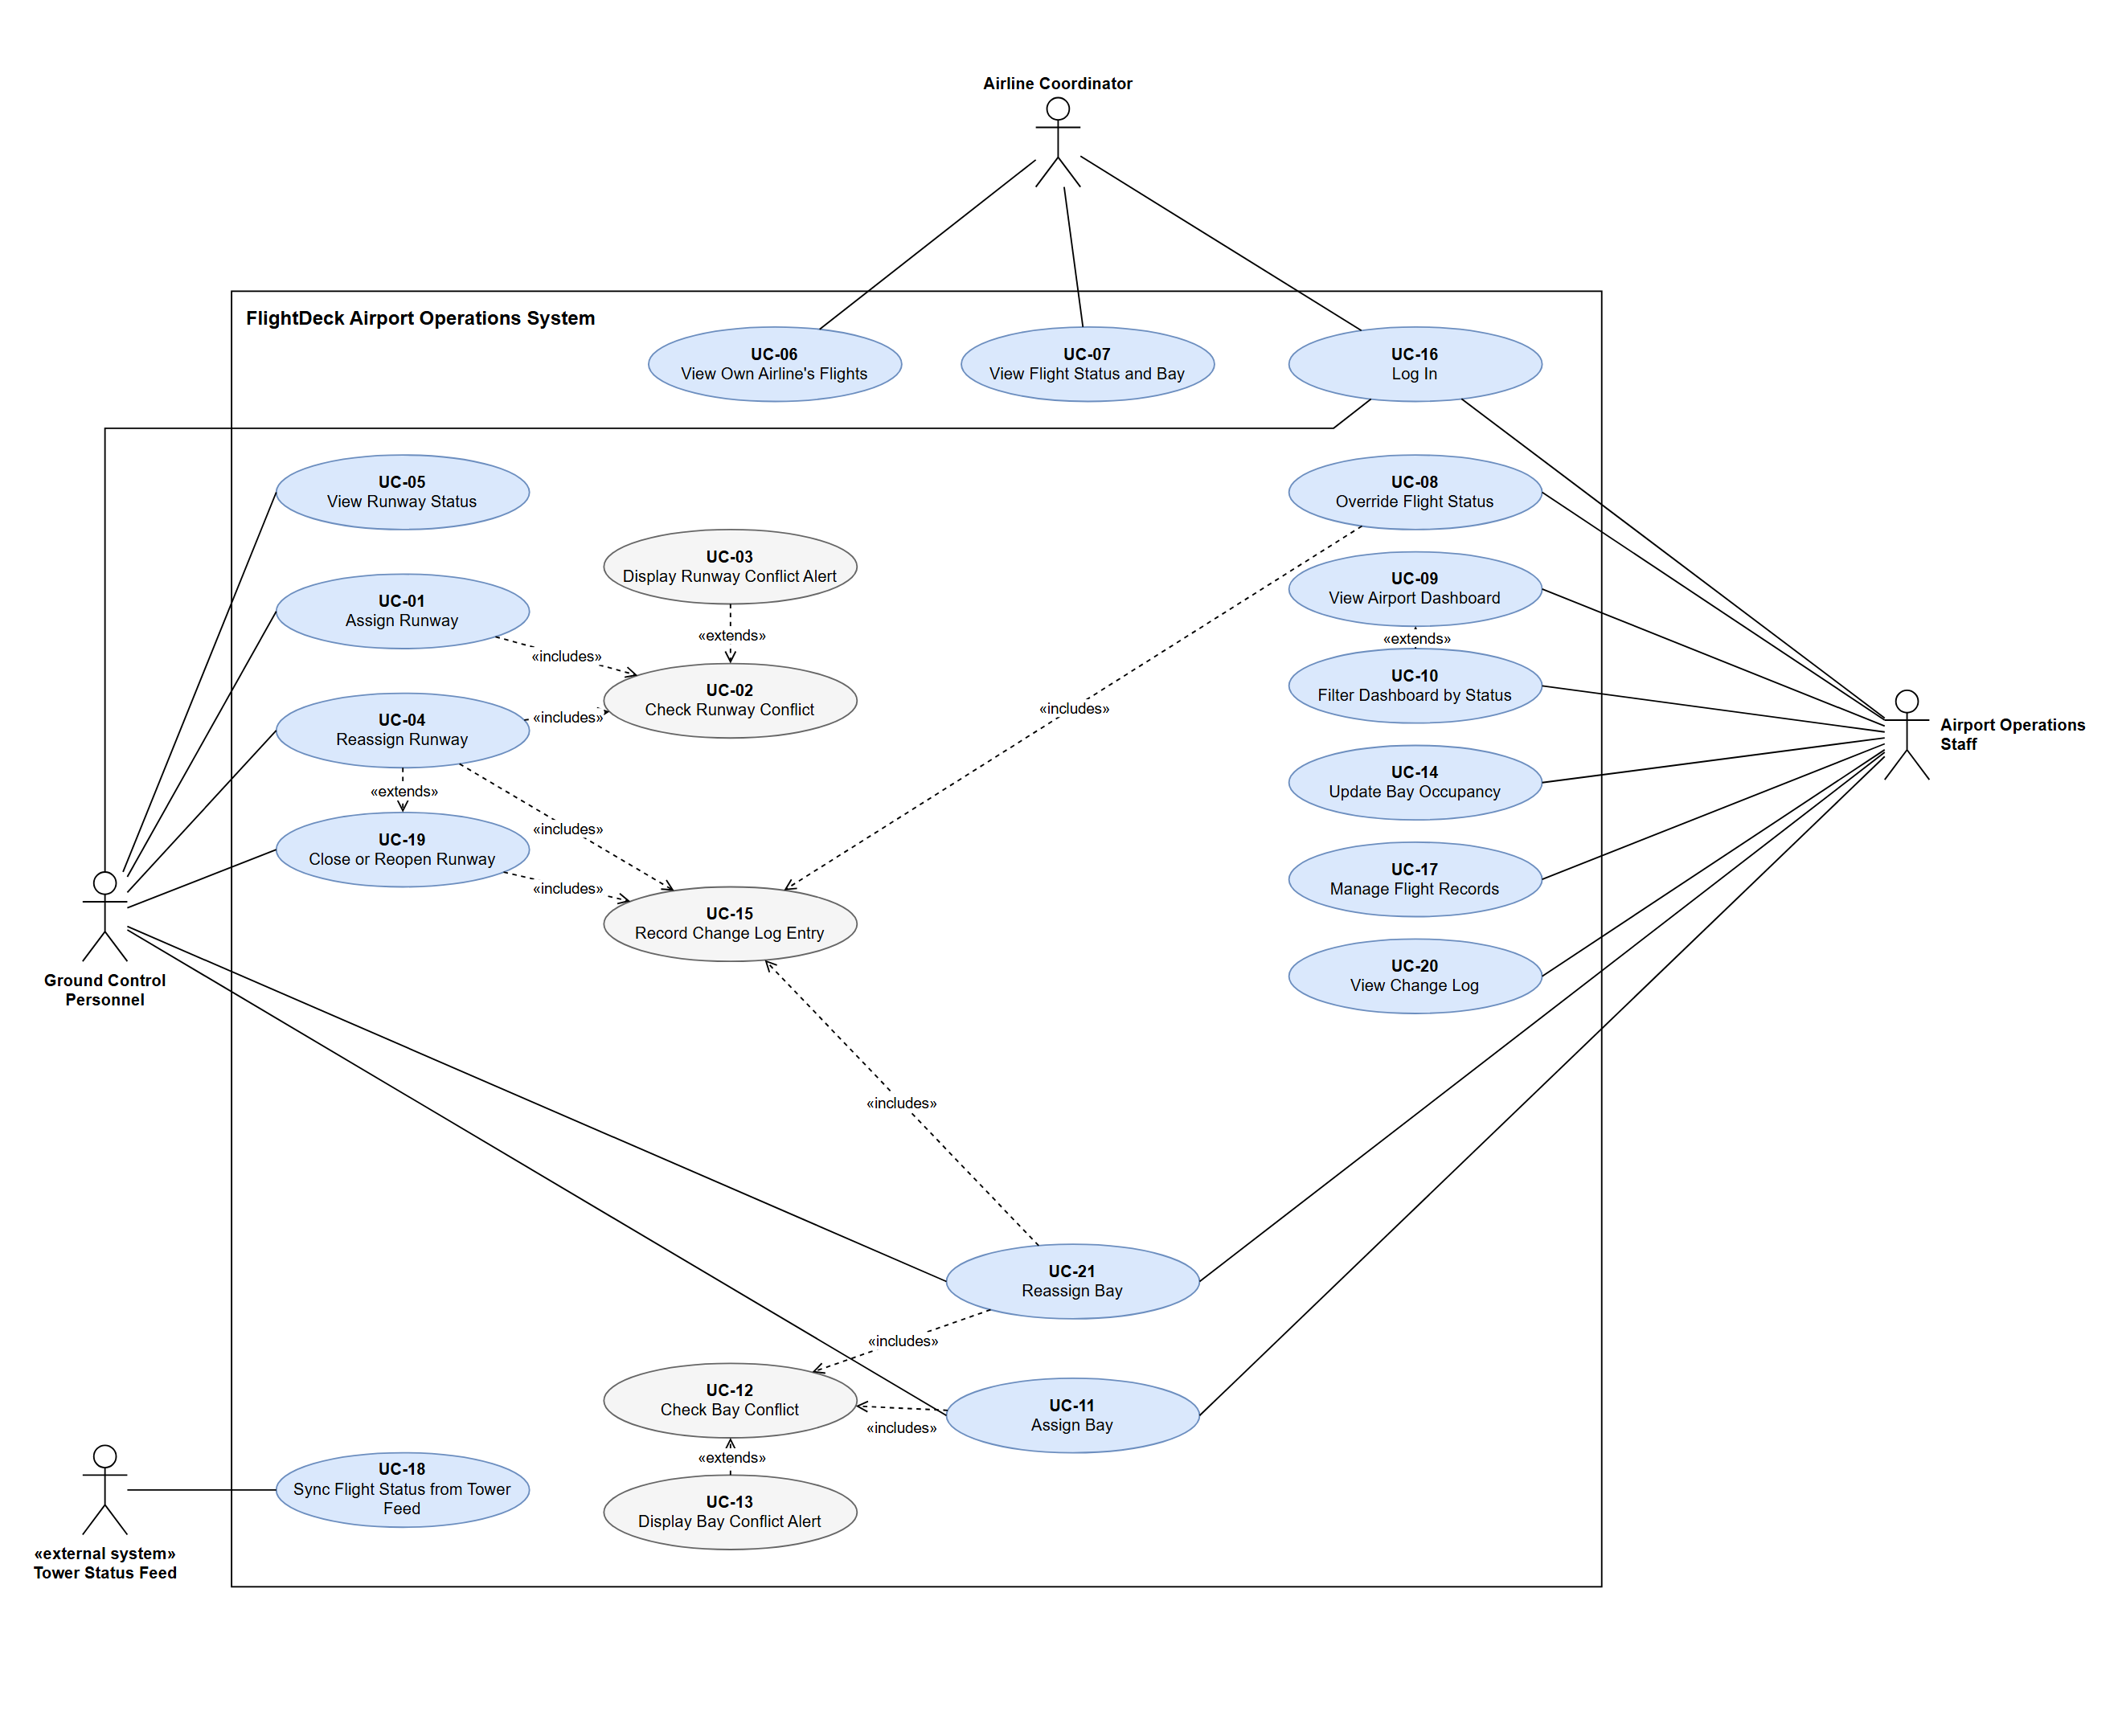 Airline Coordinator
FlightDeck Airport Operations System
UC-06
View Own Airline's Flights
UC-07
View Flight Status and Bay
UC-16
Log In
UC-05
View Runway Status
UC-08
Override Flight Status
UC-03
Display Runway Conflict Alert
UC-09
View Airport Dashboard
UC-01
Assign Runway
«extends»
«extends»
«includes»
UC-02
Check Runway Conflict
UC-10
Filter Dashboard by Status
«includes»
«includes»
UC-04
Reassign Runway
Airport Operations
Staff
«extends»
UC-14
Update Bay Occupancy
«includes»
UC-19
Close or Reopen Runway
«includes»
UC-17
Manage Flight Records
UC-15
Record Change Log Entry
UC-20
View Change Log
Ground Control
Personnel
«includes»
UC-21
Reassign Bay
«includes»
UC-12
Check Bay Conflict
UC-11
Assign Bay
«includes»
«extends»
UC-18
Sync Flight Status from Tower
Feed
UC-13
Display Bay Conflict Alert
«external system»
Tower Status Feed